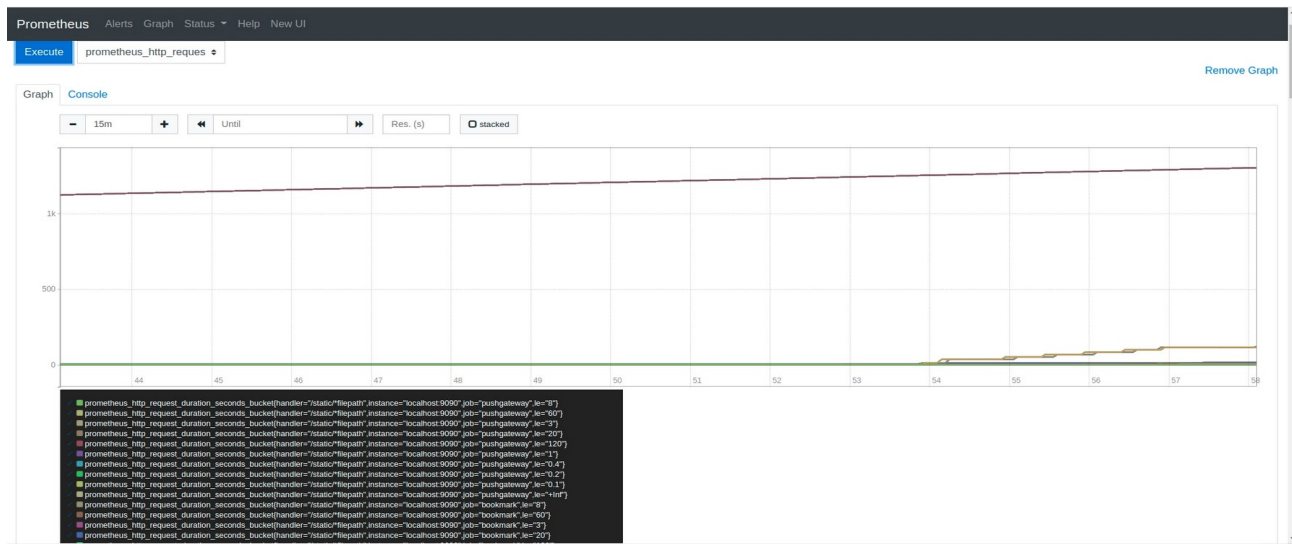 Prometheus Alerts Graph Status Help New UI
Execute prometheus_http_reques
Remove Graph
Graph Console
15m Until Res. (s) stacked
1k
500
0
44 45 46 47 48 49 50 51 52 53 54 55 56 57 58
prometheus_http_request_duration_seconds_bucket{handler="/static/*filepath",instance="localhost:9090",job="pushgateway",le="8"}
prometheus_http_request_duration_seconds_bucket{handler="/static/*filepath",instance="localhost:9090",job="pushgateway",le="60"}
prometheus_http_request_duration_seconds_bucket{handler="/static/*filepath",instance="localhost:9090",job="pushgateway",le="3"}
prometheus_http_request_duration_seconds_bucket{handler="/static/*filepath",instance="localhost:9090",job="pushgateway",le="20"}
prometheus_http_request_duration_seconds_bucket{handler="/static/*filepath",instance="localhost:9090",job="pushgateway",le="120"}
prometheus_http_request_duration_seconds_bucket{handler="/static/*filepath",instance="localhost:9090",job="pushgateway",le="1"}
prometheus_http_request_duration_seconds_bucket{handler="/static/*filepath",instance="localhost:9090",job="pushgateway",le="0.4"}
prometheus_http_request_duration_seconds_bucket{handler="/static/*filepath",instance="localhost:9090",job="pushgateway",le="0.2"}
prometheus_http_request_duration_seconds_bucket{handler="/static/*filepath",instance="localhost:9090",job="pushgateway",le="0.1"}
prometheus_http_request_duration_seconds_bucket{handler="/static/*filepath",instance="localhost:9090",job="pushgateway",le="+Inf"}
prometheus_http_request_duration_seconds_bucket{handler="/static/*filepath",instance="localhost:9090",job="bookmark",le="8"}
prometheus_http_request_duration_seconds_bucket{handler="/static/*filepath",instance="localhost:9090",job="bookmark",le="60"}
prometheus_http_request_duration_seconds_bucket{handler="/static/*filepath",instance="localhost:9090",job="bookmark",le="3"}
prometheus_http_request_duration_seconds_bucket{handler="/static/*filepath",instance="localhost:9090",job="bookmark",le="20"}